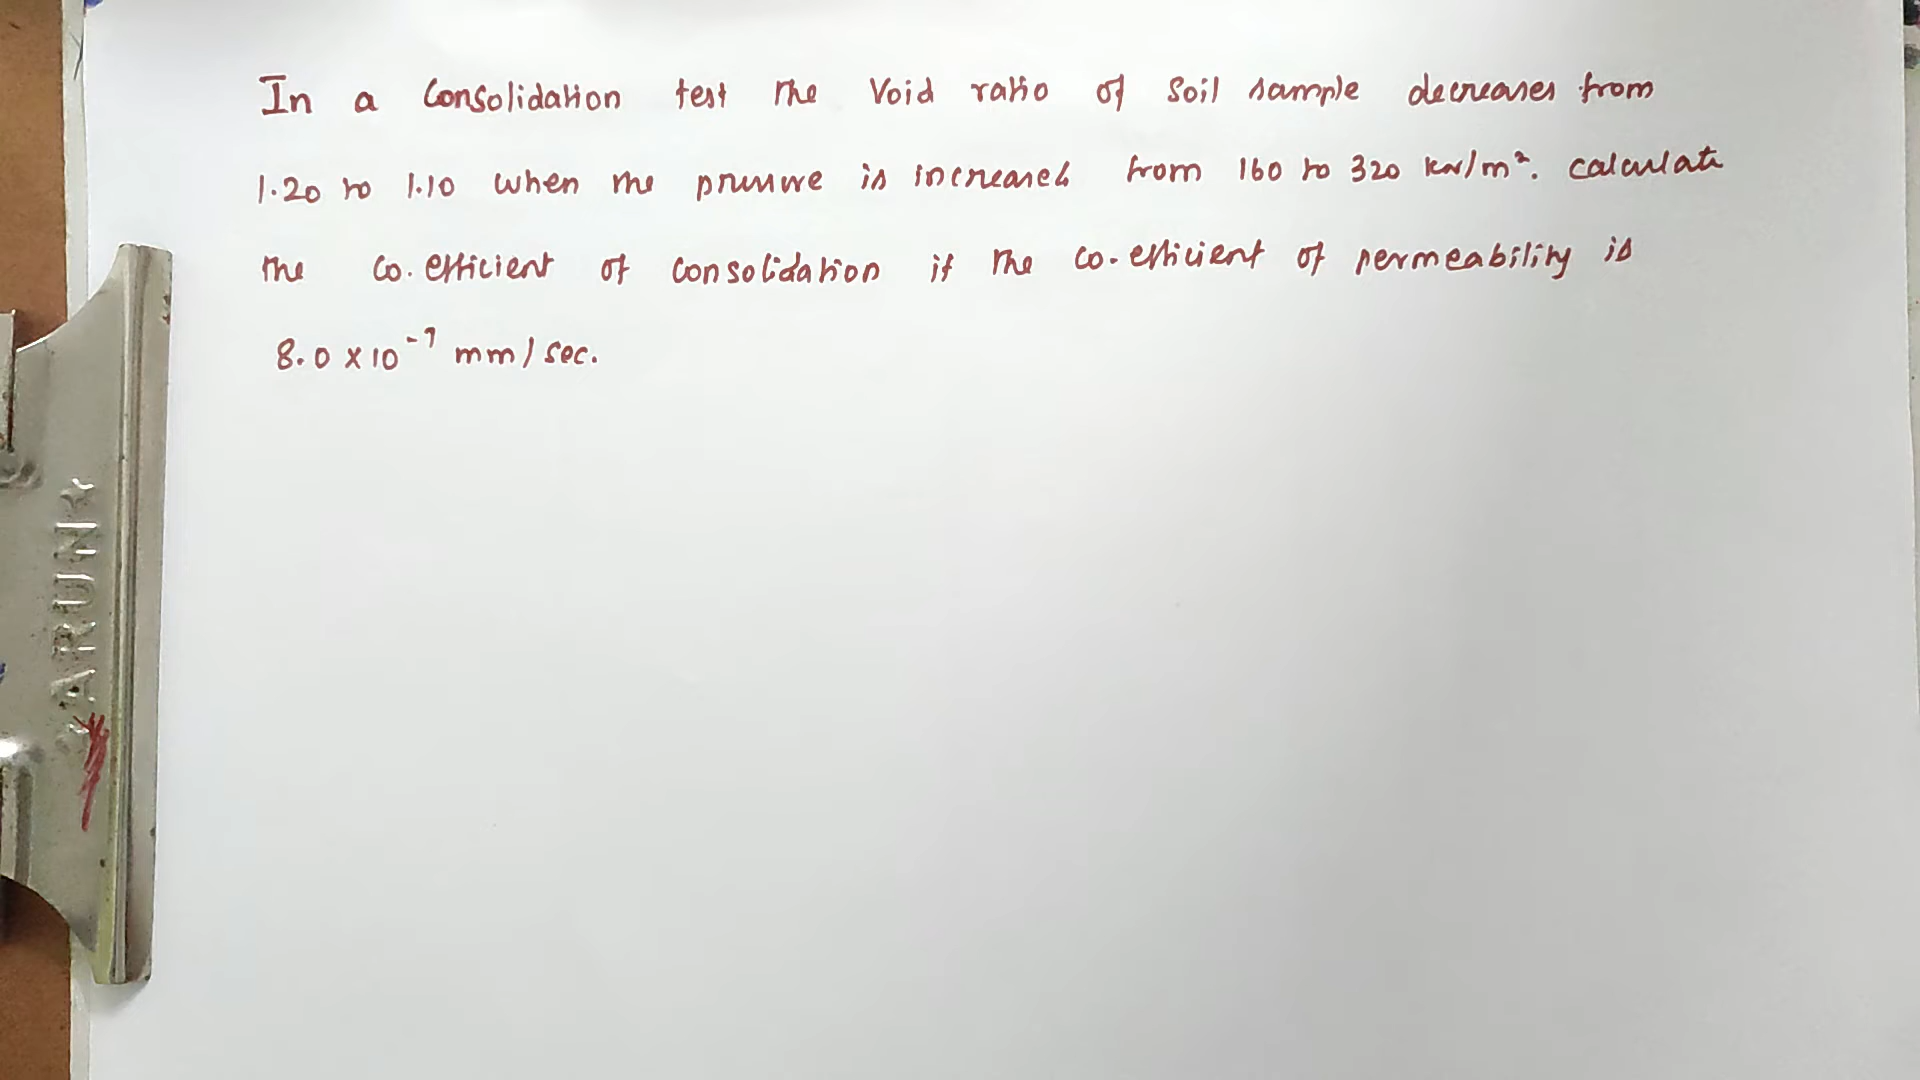 In a Consolidation test the Void ratio of Soil sample decreases from
1.20 to 1.10 when the pressure is increased from 160 to 320 kN/m². calculate
the co.efficient of consolidation if the co-efficient of permeability is
8.0 x 10⁻⁷ mm/sec.
ARUN